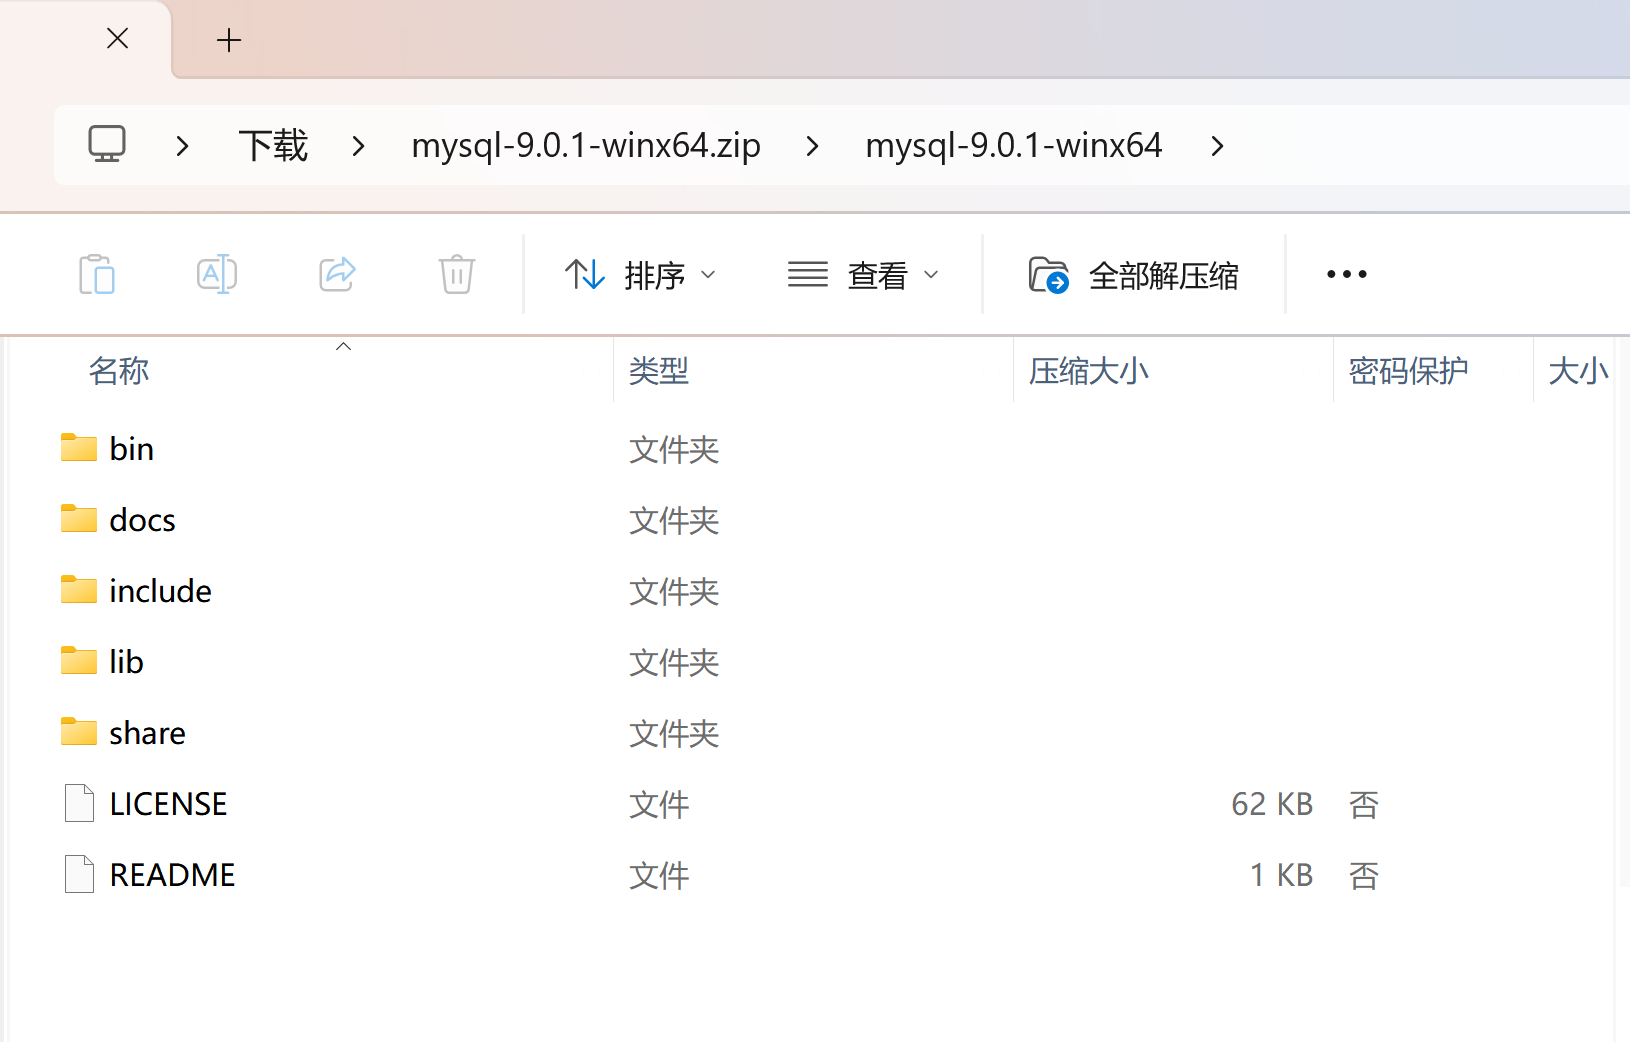 下载 mysql-9.0.1-winx64.zip mysql-9.0.1-winx64
排序 查看 全部解压缩
名称 类型 压缩大小 密码保护 大小
bin 文件夹
docs 文件夹
include 文件夹
lib 文件夹
share 文件夹
LICENSE 文件 62 KB 否
README 文件 1 KB 否